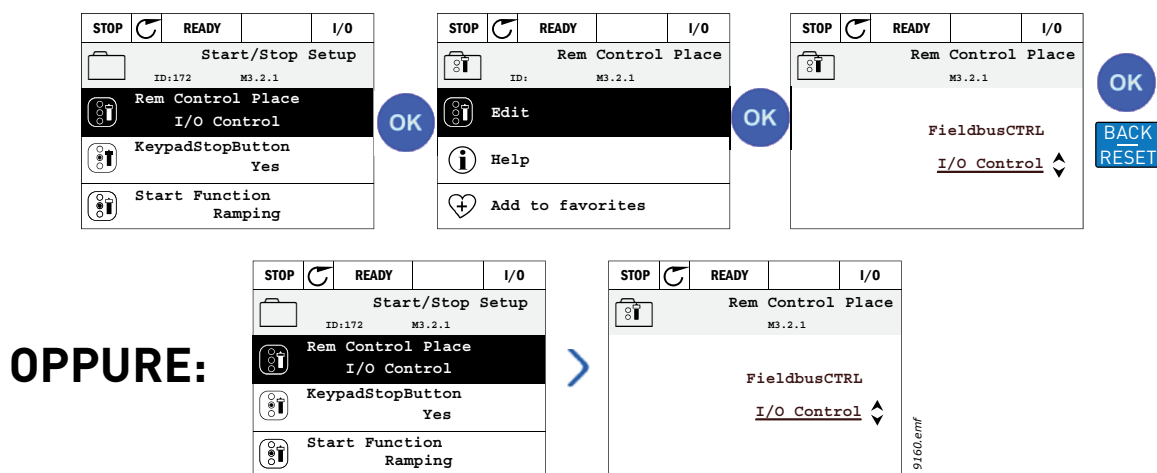 STOP READY I/O
Start/Stop Setup
ID:172 M3.2.1
Rem Control Place
I/O Control
KeypadStopButton
Yes
Start Function
Ramping
OK
STOP READY I/O
Rem Control Place
ID: M3.2.1
Edit
Help
Add to favorites
OK
STOP READY I/O
Rem Control Place
M3.2.1
FieldbusCTRL
I/O Control
OK
BACK
RESET
OPPURE:
STOP READY I/O
Start/Stop Setup
ID:172 M3.2.1
Rem Control Place
I/O Control
KeypadStopButton
Yes
Start Function
Ramping
STOP READY I/O
Rem Control Place
M3.2.1
FieldbusCTRL
I/O Control
9160.emf